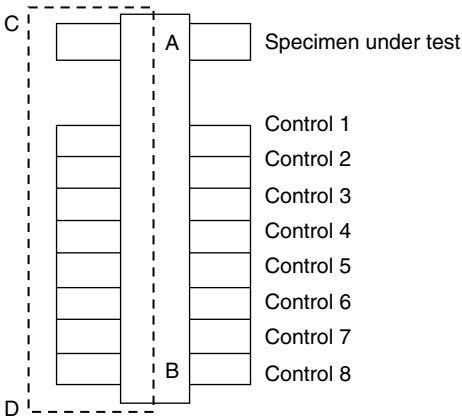 C
A Specimen under test
Control 1
Control 2
Control 3
Control 4
Control 5
Control 6
Control 7
B Control 8
D